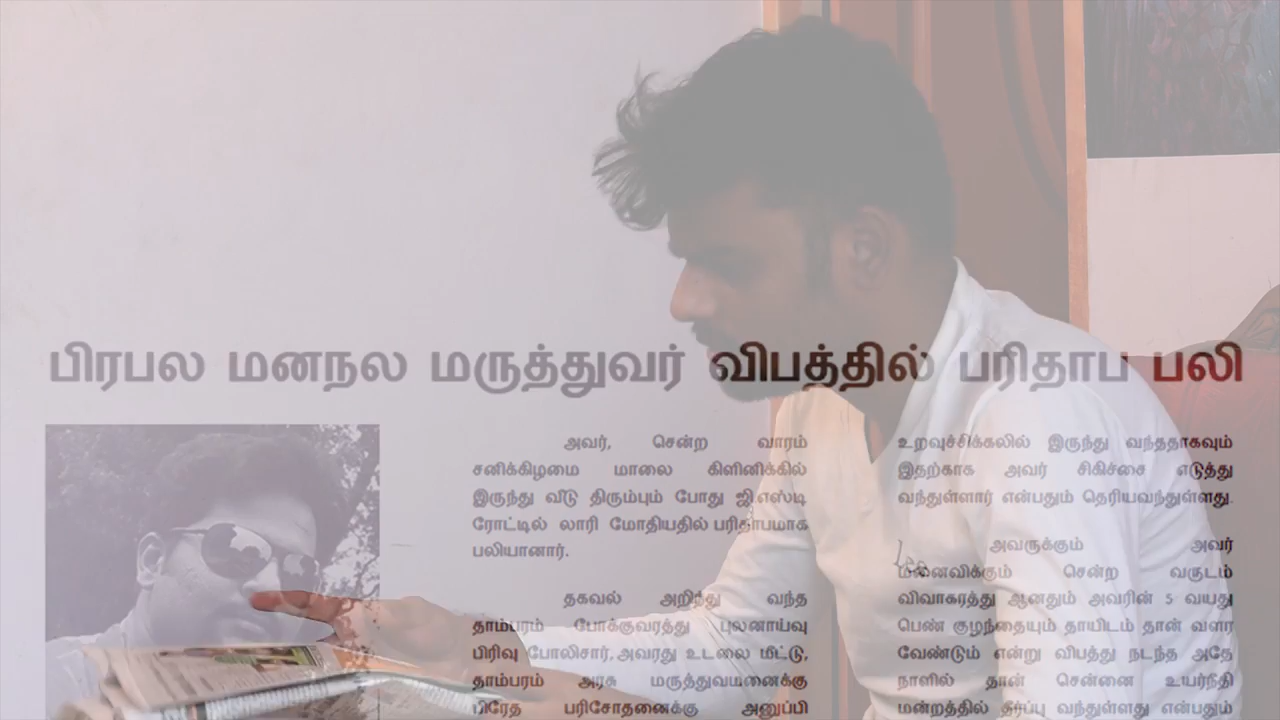 பிரபல மனநல மருத்துவர் விபத்தில் பரிதாப பலி
அவர், சென்ற வாரம்
சனிக்கிழமை மாலை கிளினிக்கில்
இருந்து வீடு திரும்பும் போது ஜிஎஸ்டி
ரோட்டில் லாரி மோதியதில் பரிதாபமாக
பலியானார்.
தகவல் அறிந்து வந்த
தாம்பரம் போக்குவரத்து புலனாய்வு
பிரிவு போலிசார், அவரது உடலை மீட்டு,
தாம்பரம் அரசு மருத்துவமனைக்கு
பிரேத பரிசோதனைக்கு அனுப்பி
உறவுச்சிக்கலில் இருந்து வந்ததாகவும்
இதற்காக அவர் சிகிச்சை எடுத்து
வந்துள்ளார் என்பதும் தெரியவந்துள்ளது.
அவருக்கும் அவர்
மனைவிக்கும் சென்ற வருடம்
விவாகரத்து ஆனதும் அவரின் 5 வயது
பெண் குழந்தையும் தாயிடம் தான் வளர
வேண்டும் என்று விபத்து நடந்த அதே
நாளில் தான் சென்னை உயர்நீதி
மன்றத்தில் தீர்ப்பு வந்துள்ளது என்பதும்